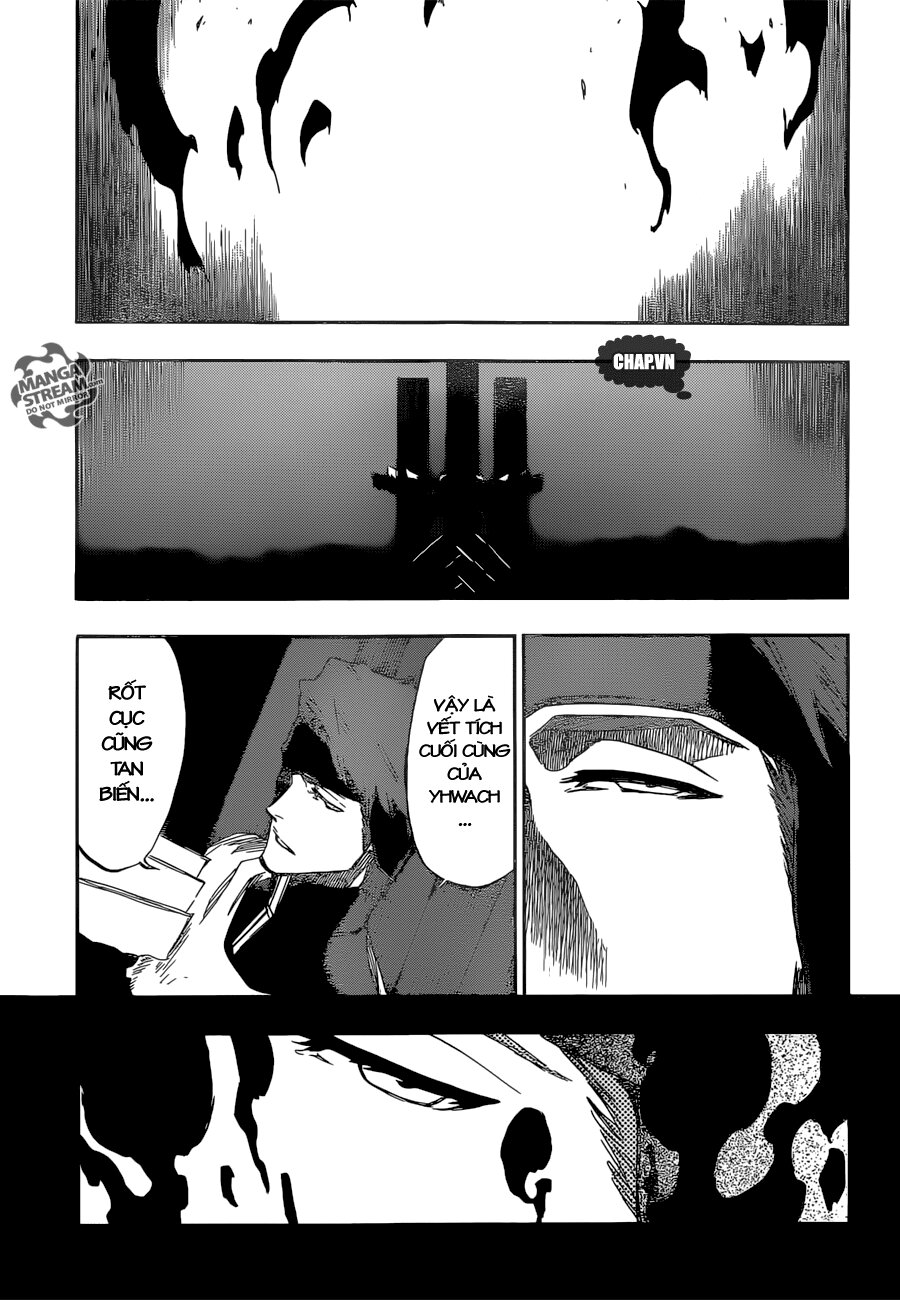 MANGA
STREAM.com
DO NOT MIRROR
CHAP.VN
VẬY LÀ
VẾT TÍCH
CUỐI CÙNG
CỦA
YHWACH
...
RỐT
CỤC
CŨNG
TAN
BIẾN...